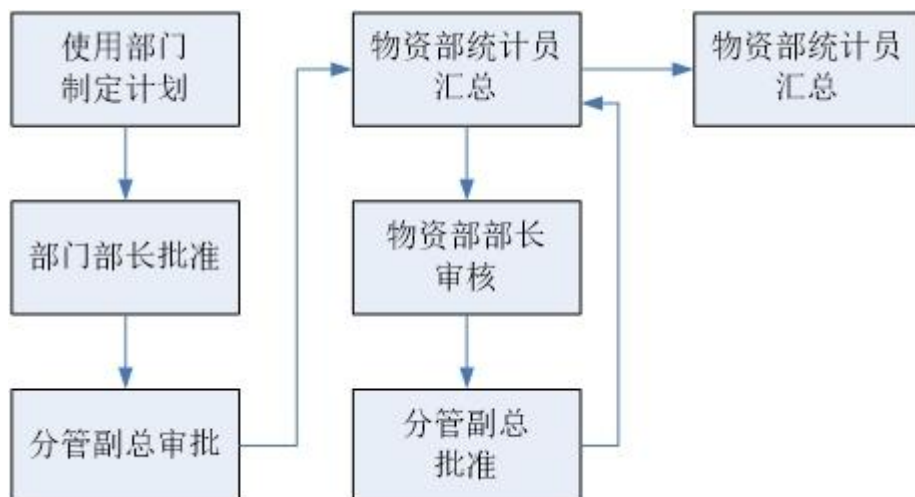 使用部门
制定计划
部门部长批准
分管副总审批
物资部统计员
汇总
物资部部长
审核
分管副总
批准
物资部统计员
汇总